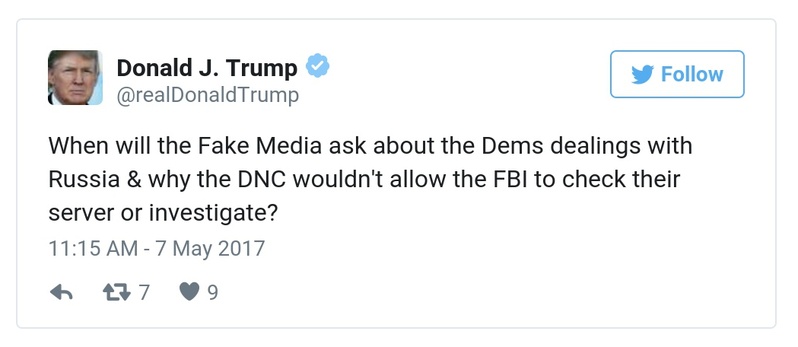 Donald J. Trump
@realDonaldTrump
Follow
When will the Fake Media ask about the Dems dealings with
Russia & why the DNC wouldn't allow the FBI to check their
server or investigate?
11:15 AM - 7 May 2017
7 9